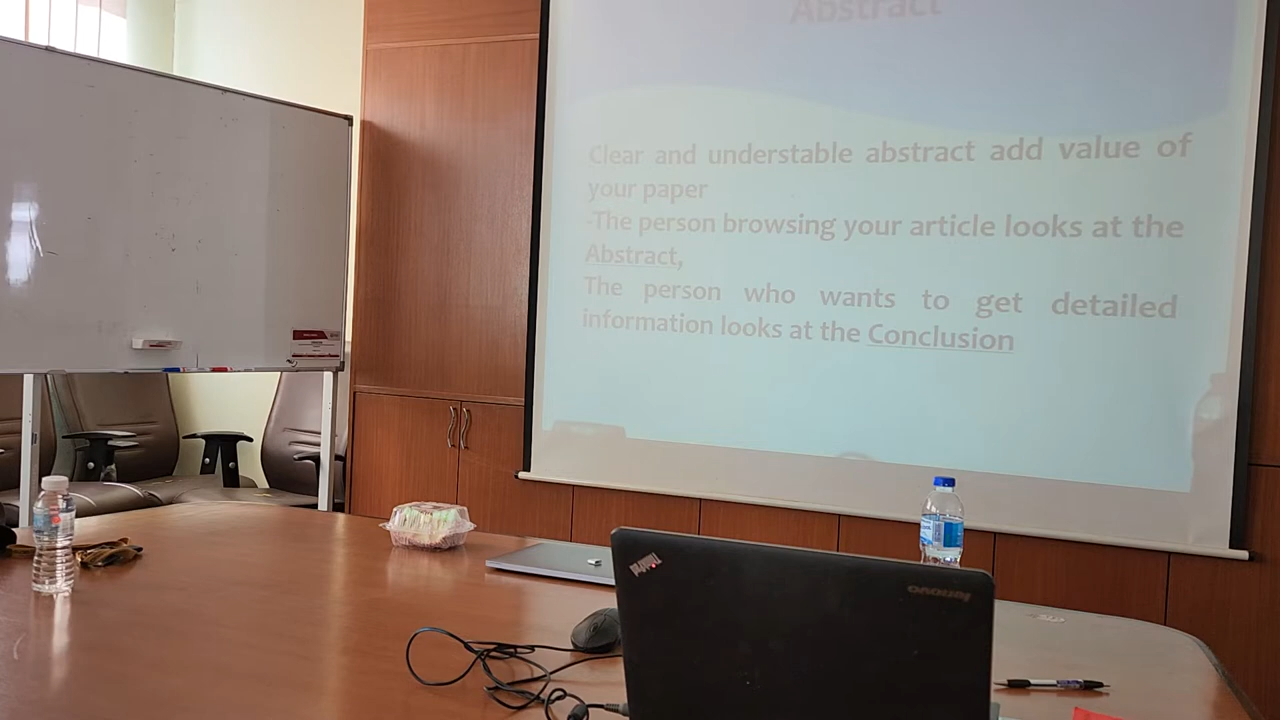 Abstract
Clear and understable abstract add value of
your paper
-The person browsing your article looks at the
Abstract,
The person who wants to get detailed
information looks at the Conclusion
ThinkPad
lenovo